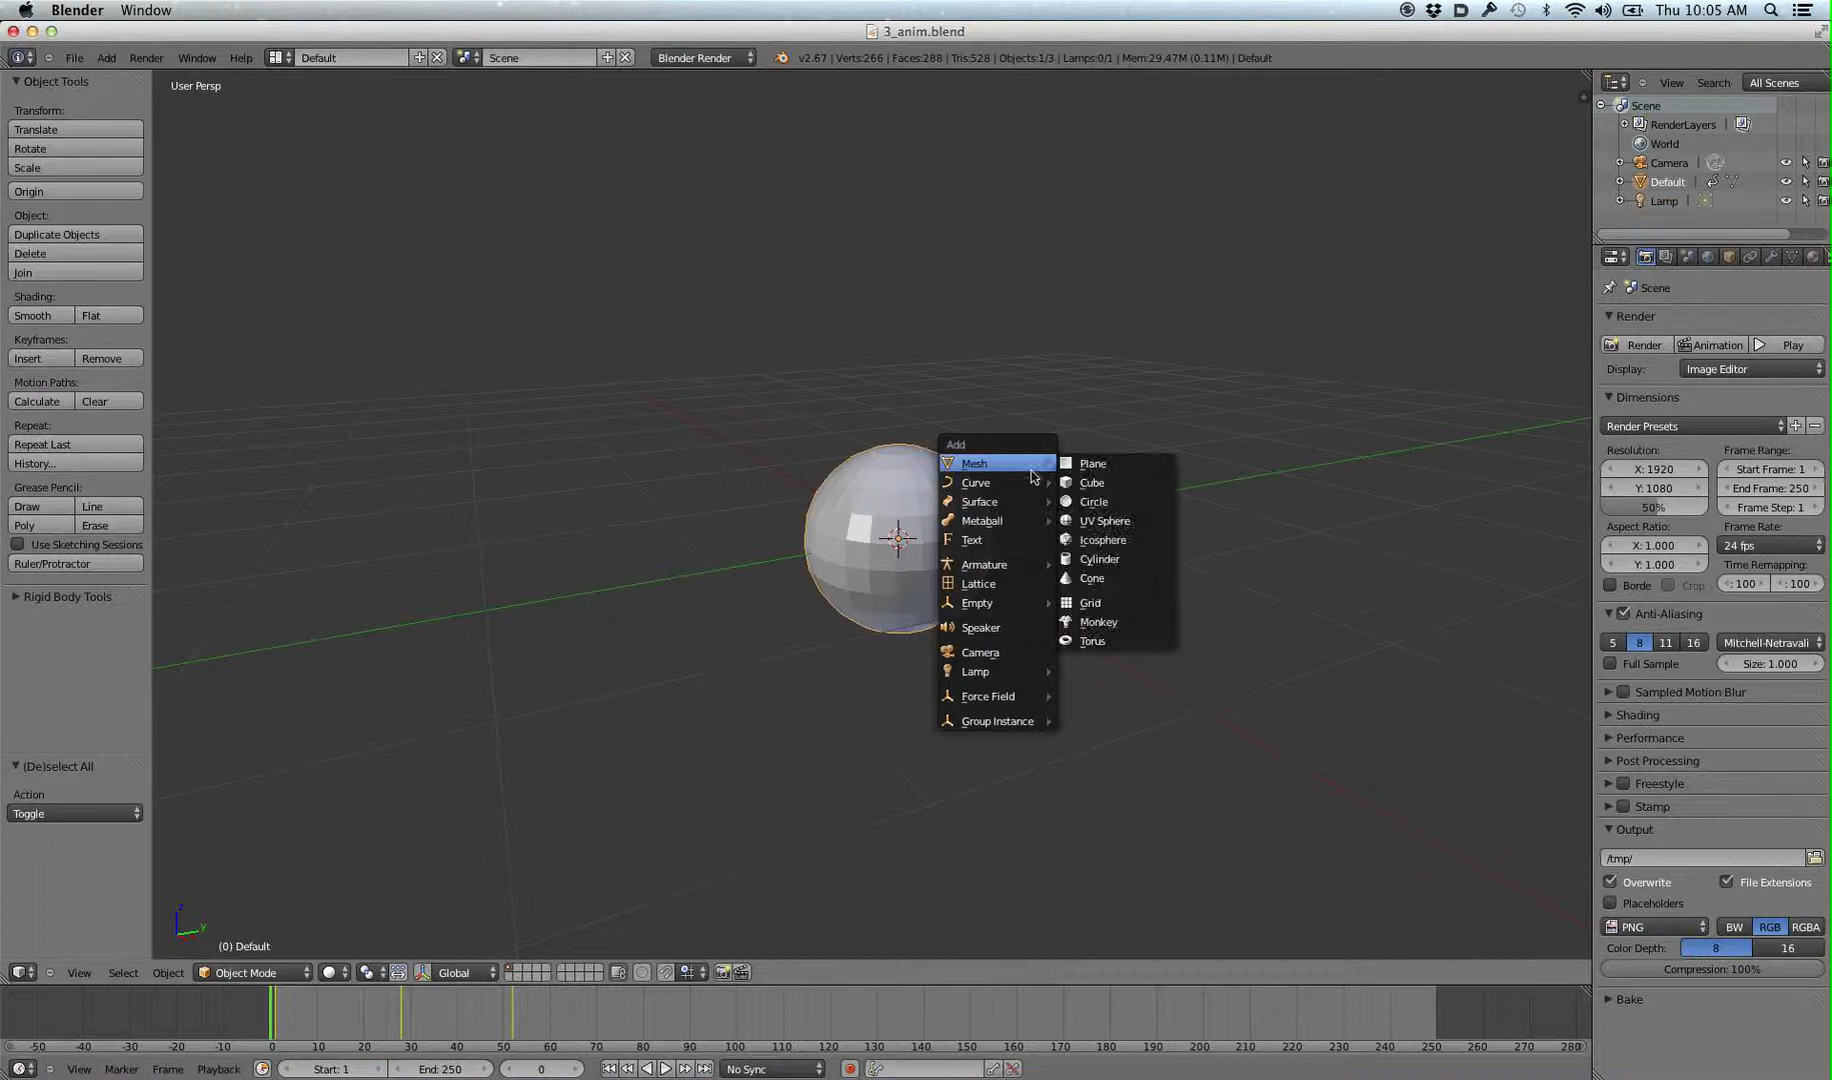 Blender Window Thu 10:05 AM
3_anim.blend
File Add Render Window Help Default Scene Blender Render v2.67 | Verts:266 | Faces:288 | Tris:528 | Objects:1/3 | Lamps:0/1 | Mem:29.47M (0.11M) | Default
Object Tools
Transform:
Translate
Rotate
Scale
Origin
Object:
Duplicate Objects
Delete
Join
Shading:
Smooth Flat
Keyframes:
Insert Remove
Motion Paths:
Calculate Clear
Repeat:
Repeat Last
History...
Grease Pencil:
Draw Line
Poly Erase
Use Sketching Sessions
Ruler/Protractor
Rigid Body Tools
(De)select All
Action
Toggle
User Persp
Add
Mesh
Curve
Surface
Metaball
Text
Armature
Lattice
Empty
Speaker
Camera
Lamp
Force Field
Group Instance
Plane
Cube
Circle
UV Sphere
Icosphere
Cylinder
Cone
Grid
Monkey
Torus
z
y
(0) Default
View Search All Scenes
Scene
RenderLayers
World
Camera
Default
Lamp
Scene
Render
Render Animation Play
Display: Image Editor
Dimensions
Render Presets
Resolution: Frame Range:
X: 1920 Start Frame: 1
Y: 1080 End Frame: 250
50% Frame Step: 1
Aspect Ratio: Frame Rate:
X: 1.000 24 fps
Y: 1.000 Time Remapping:
Borde Crop : 100 : 100
Anti-Aliasing
5 8 11 16 Mitchell-Netravali
Full Sample Size: 1.000
Sampled Motion Blur
Shading
Performance
Post Processing
Freestyle
Stamp
Output
/tmp/
Overwrite File Extensions
Placeholders
PNG BW RGB RGBA
Color Depth: 8 16
Compression: 100%
Bake
View Select Object Object Mode Global
-50 -40 -30 -20 -10 0 10 20 30 40 50 60 70 80 90 100 110 120 130 140 150 160 170 180 190 200 210 220 230 240 250 260 270 280
View Marker Frame Playback Start: 1 End: 250 0 No Sync